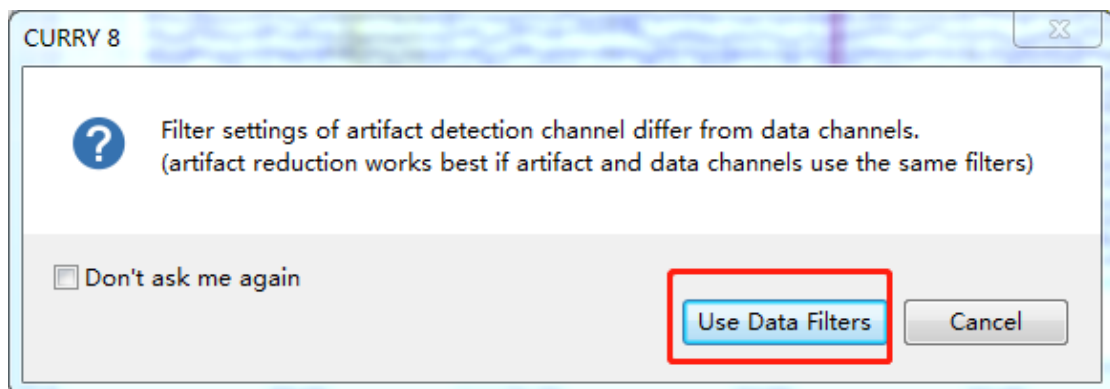 CURRY 8
Filter settings of artifact detection channel differ from data channels.
(artifact reduction works best if artifact and data channels use the same filters)
Don't ask me again
Use Data Filters
Cancel